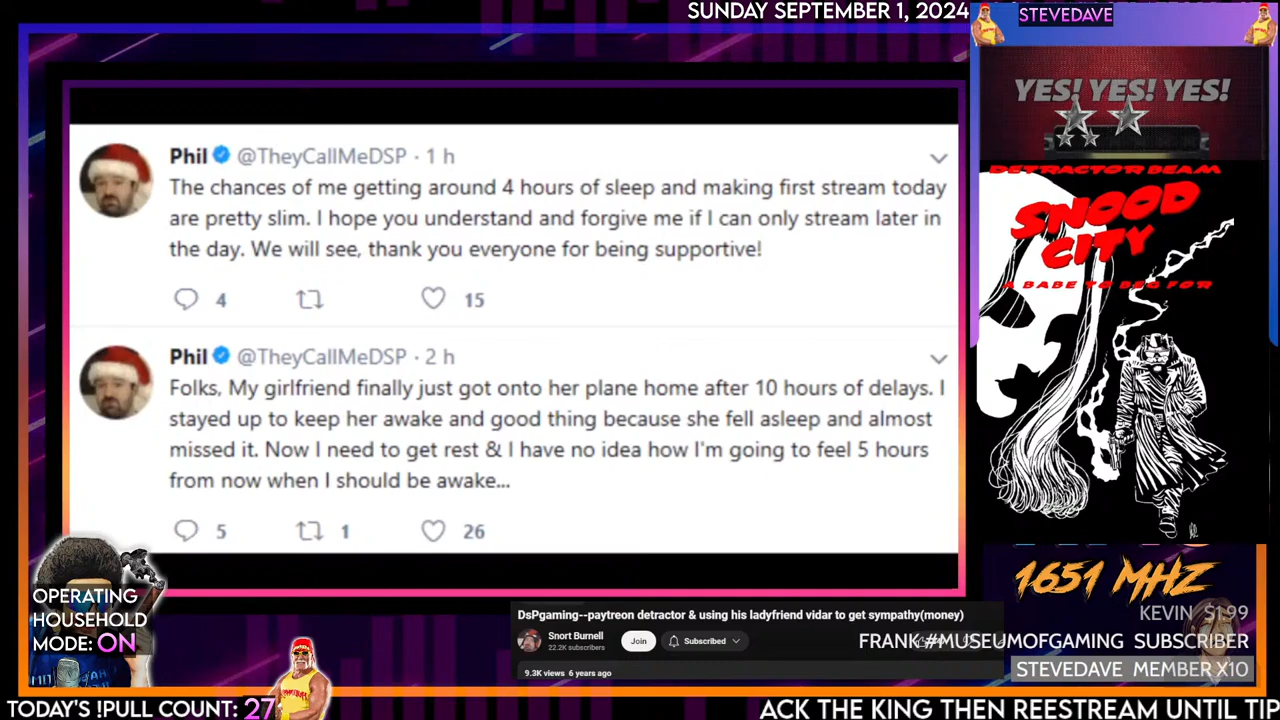 SUNDAY SEPTEMBER 1, 2024
STEVEDAVE
YES! YES! YES!
DETRACTOR BEAM
SNOOD
CITY
A BABE TO BEG FOR
Phil @TheyCallMeDSP · 1 h
The chances of me getting around 4 hours of sleep and making first stream today
are pretty slim. I hope you understand and forgive me if I can only stream later in
the day. We will see, thank you everyone for being supportive!
4 15
Phil @TheyCallMeDSP · 2 h
Folks, My girlfriend finally just got onto her plane home after 10 hours of delays. I
stayed up to keep her awake and good thing because she fell asleep and almost
missed it. Now I need to get rest & I have no idea how I'm going to feel 5 hours
from now when I should be awake...
5 1 26
OPERATING
HOUSEHOLD
MODE: ON
DsPgaming--paytreon detractor & using his ladyfriend vidar to get sympathy(money)
Snort Burnell
22.2K subscribers
Join
Subscribed
9.3K views 6 years ago
1651 MHZ
KEVIN $1.99
FRANK #MUSEUMOFGAMING SUBSCRIBER
STEVEDAVE MEMBER X10
TODAY'S !PULL COUNT: 27
ACK THE KING THEN REESTREAM UNTIL TIP